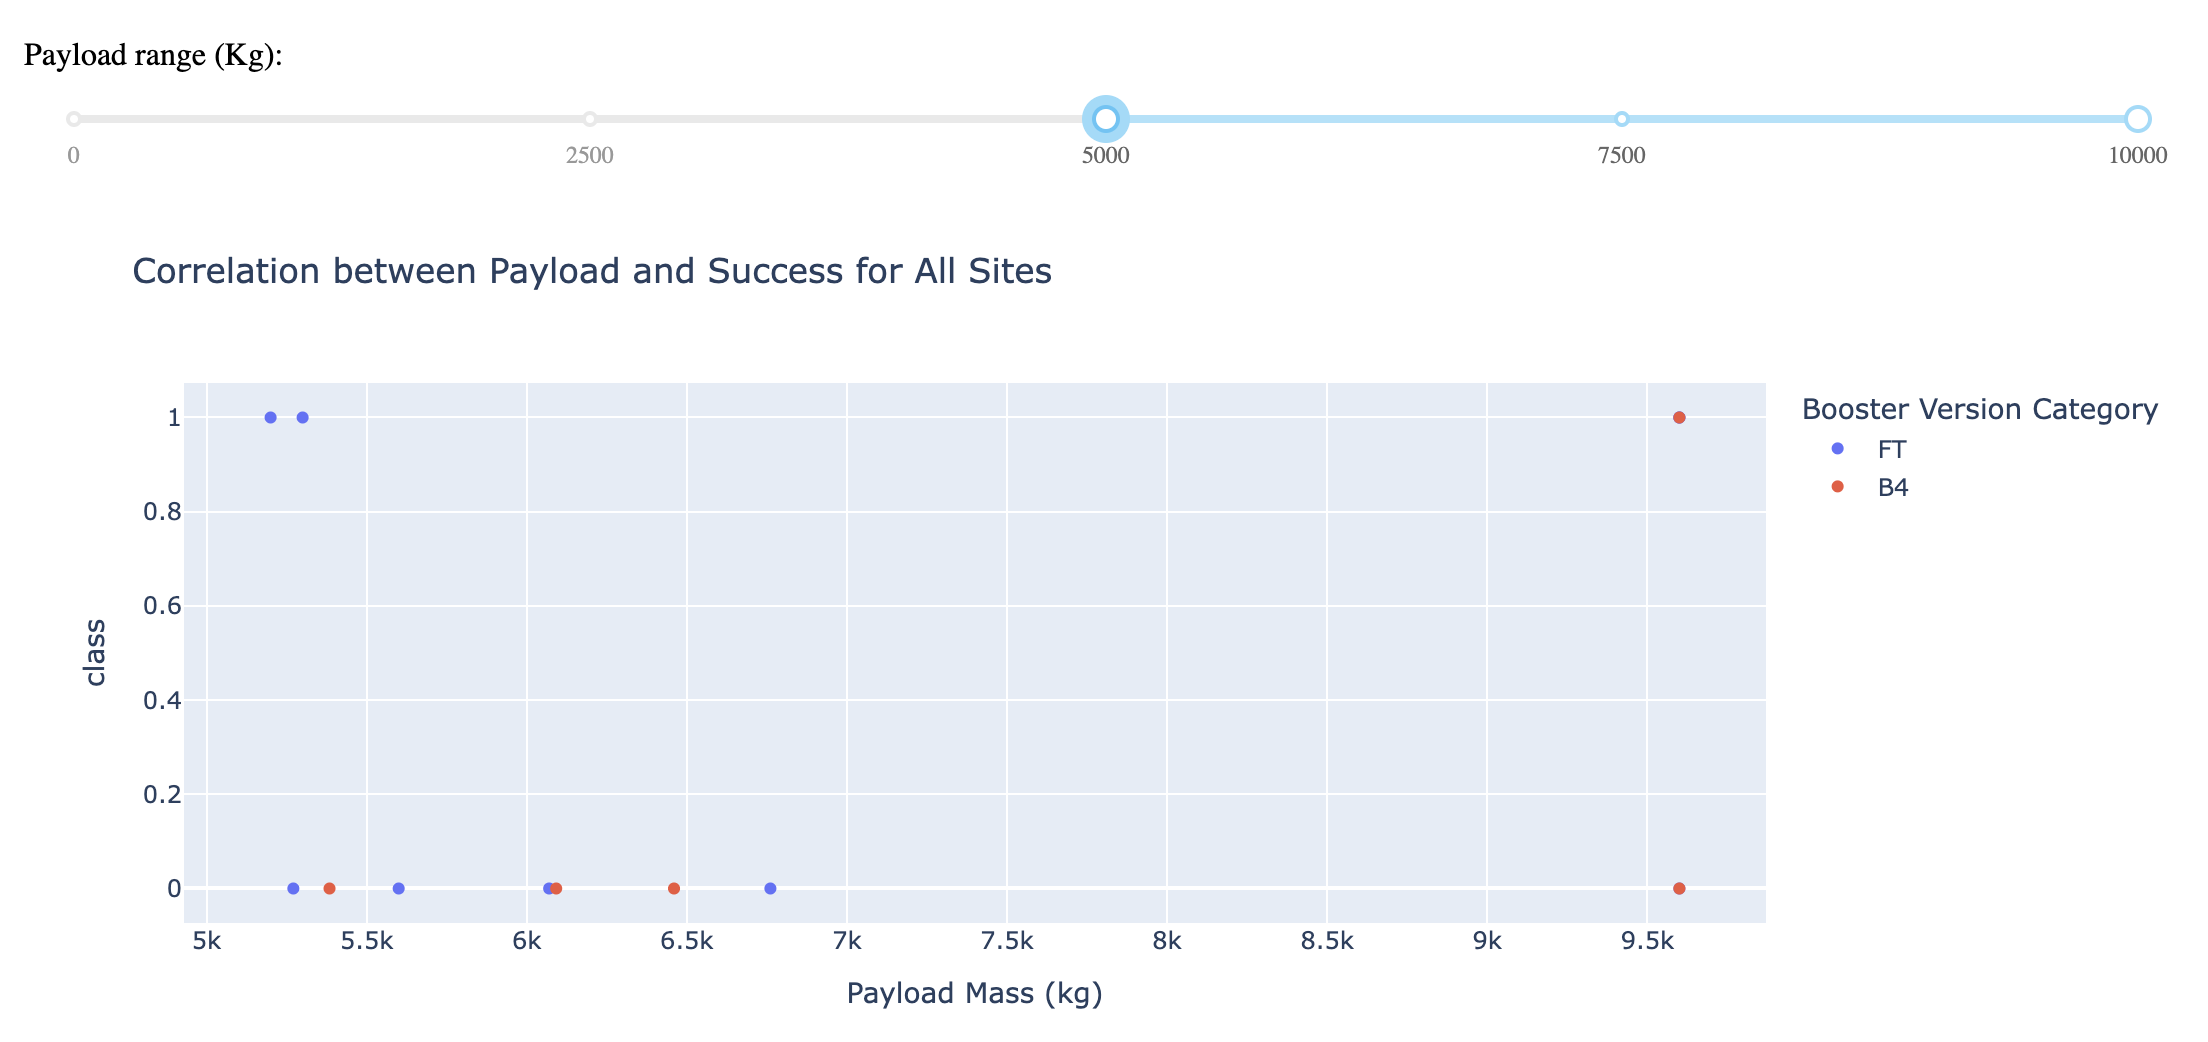 Payload range (Kg):
0 2500 5000 7500 10000
Correlation between Payload and Success for All Sites
Booster Version Category
FT
B4
class
1
0.8
0.6
0.4
0.2
0
5k 5.5k 6k 6.5k 7k 7.5k 8k 8.5k 9k 9.5k
Payload Mass (kg)